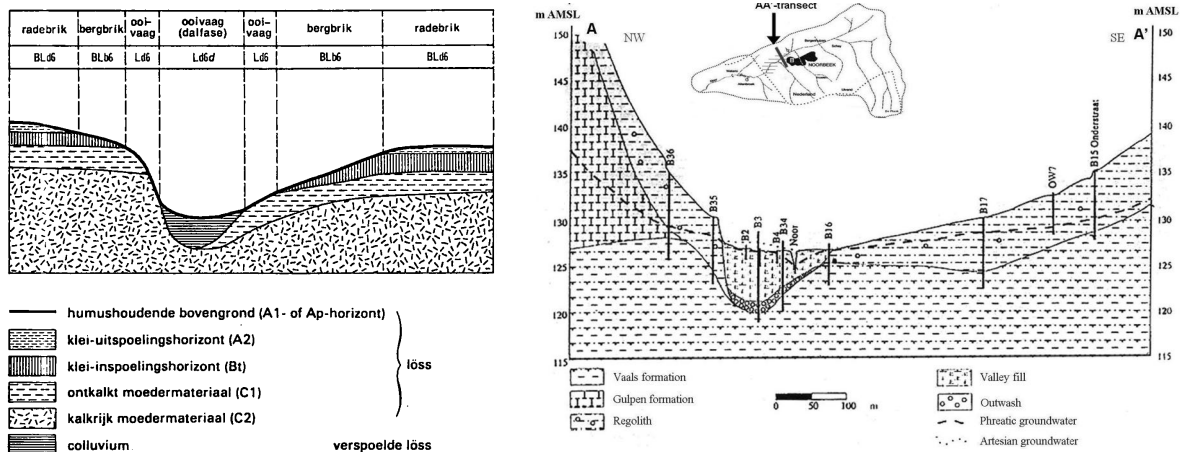 ooi-
vaag
ooivaag
(dalfase)
ooi-
vaag
radebrik
bergbrik
bergbrik
radebrik
BLd6
BLb6
Ld6
Ld6d
Ld6
BLb6
BLd6
humushoudende bovengrond (A1- of Ap-horizont)
klei-uitspoelingshorizont (A2)
klei-inspoelingshorizont (Bt)
ontkalkt moedermateriaal (C1)
kalkrijk moedermateriaal (C2)
löss
colluvium
verspoelde löss
AA'-transect
m AMSL
A
NW
m AMSL
SE
A'
NOORBEEK
Nederland
150
145
140
135
130
125
120
115
150
145
140
135
130
125
120
115
B36
B35
B2
B3
B4
B34
Noor
B16
B17
OW7
B15 Onderstraat
Vaals formation
Gulpen formation
Regolith
0
50
100
m
Valley fill
Outwash
Phreatic groundwater
Artesian groundwater